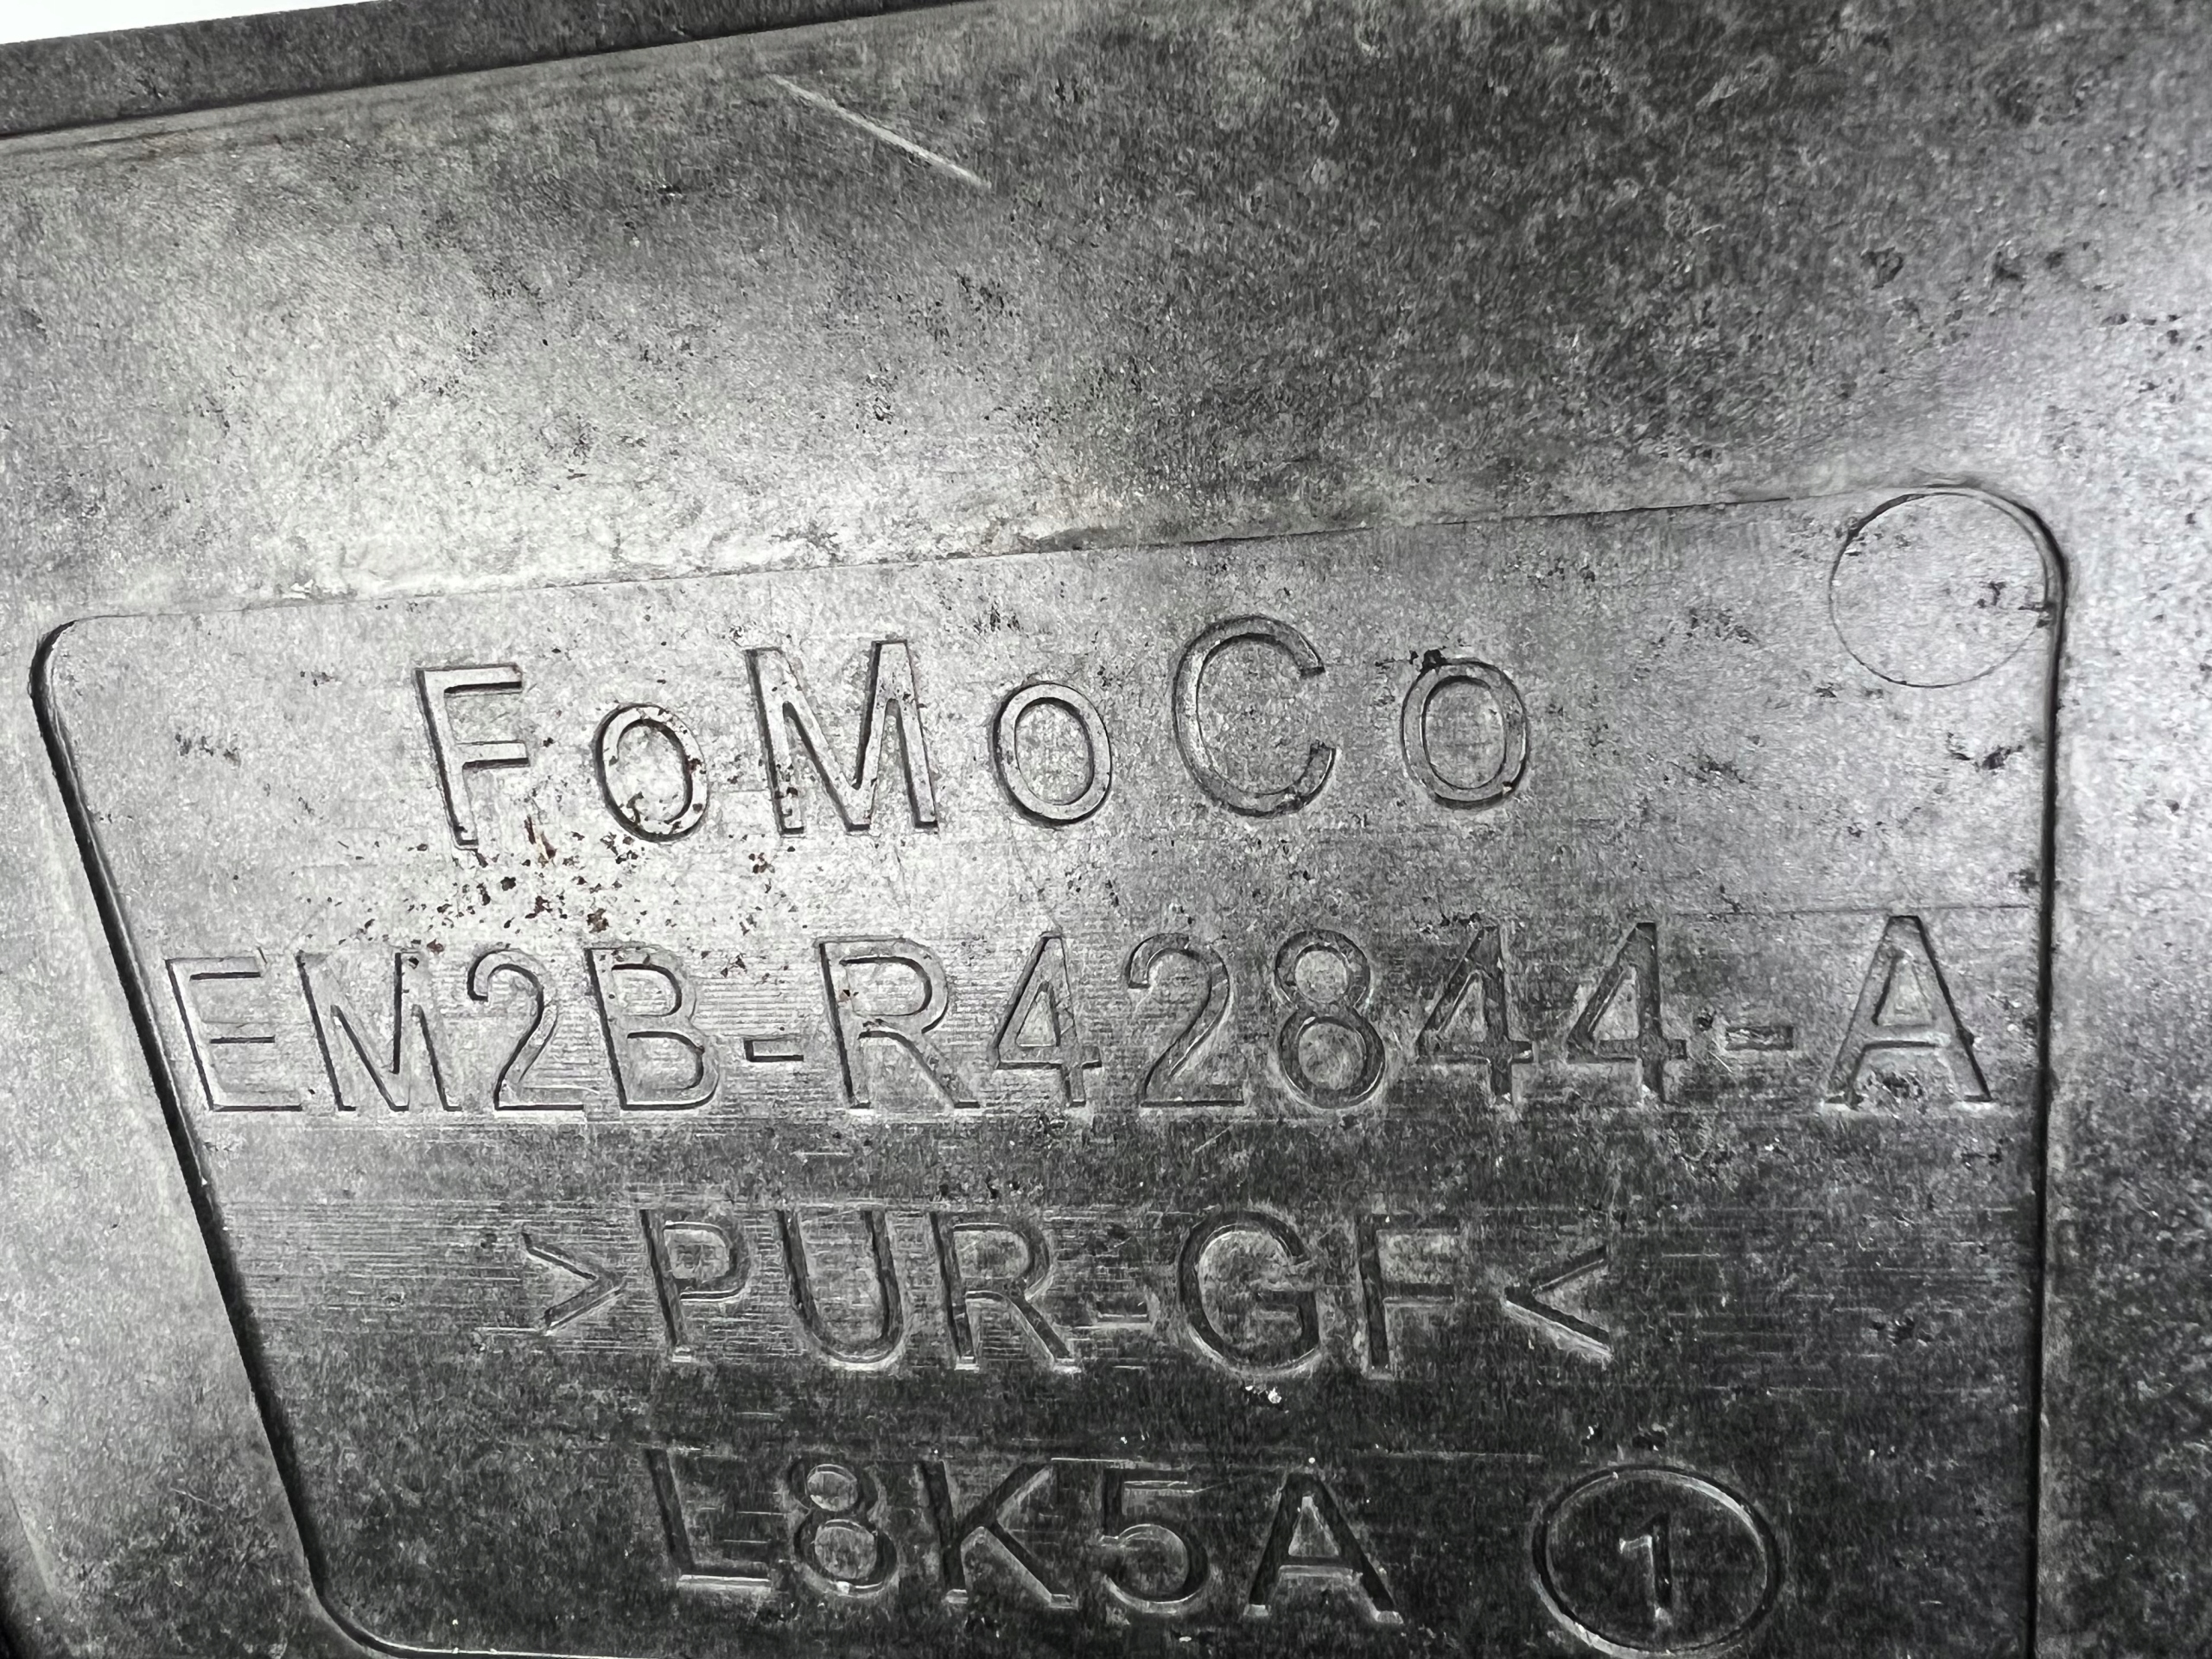 FoMoCo
EM2B-R42844-A
>PUR-GF<
L8K5A 1